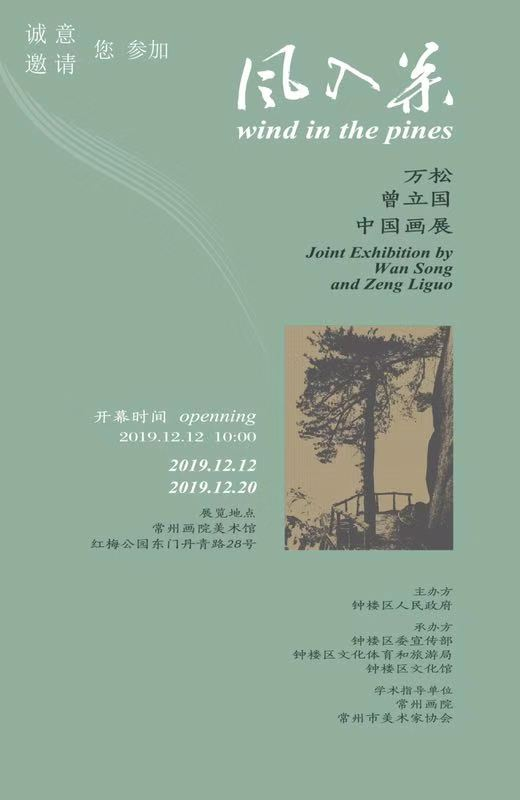 诚意
邀请 您 参加
风入松
wind in the pines
万松
曾立国
中国画展
Joint Exhibition by
Wan Song
and Zeng Liguo
开幕时间 openning
2019.12.12 10:00
2019.12.12
2019.12.20
展览地点
常州画院美术馆
红梅公园东门丹青路28号
主办方
钟楼区人民政府
承办方
钟楼区委宣传部
钟楼区文化体育和旅游局
钟楼区文化馆
学术指导单位
常州画院
常州市美术家协会